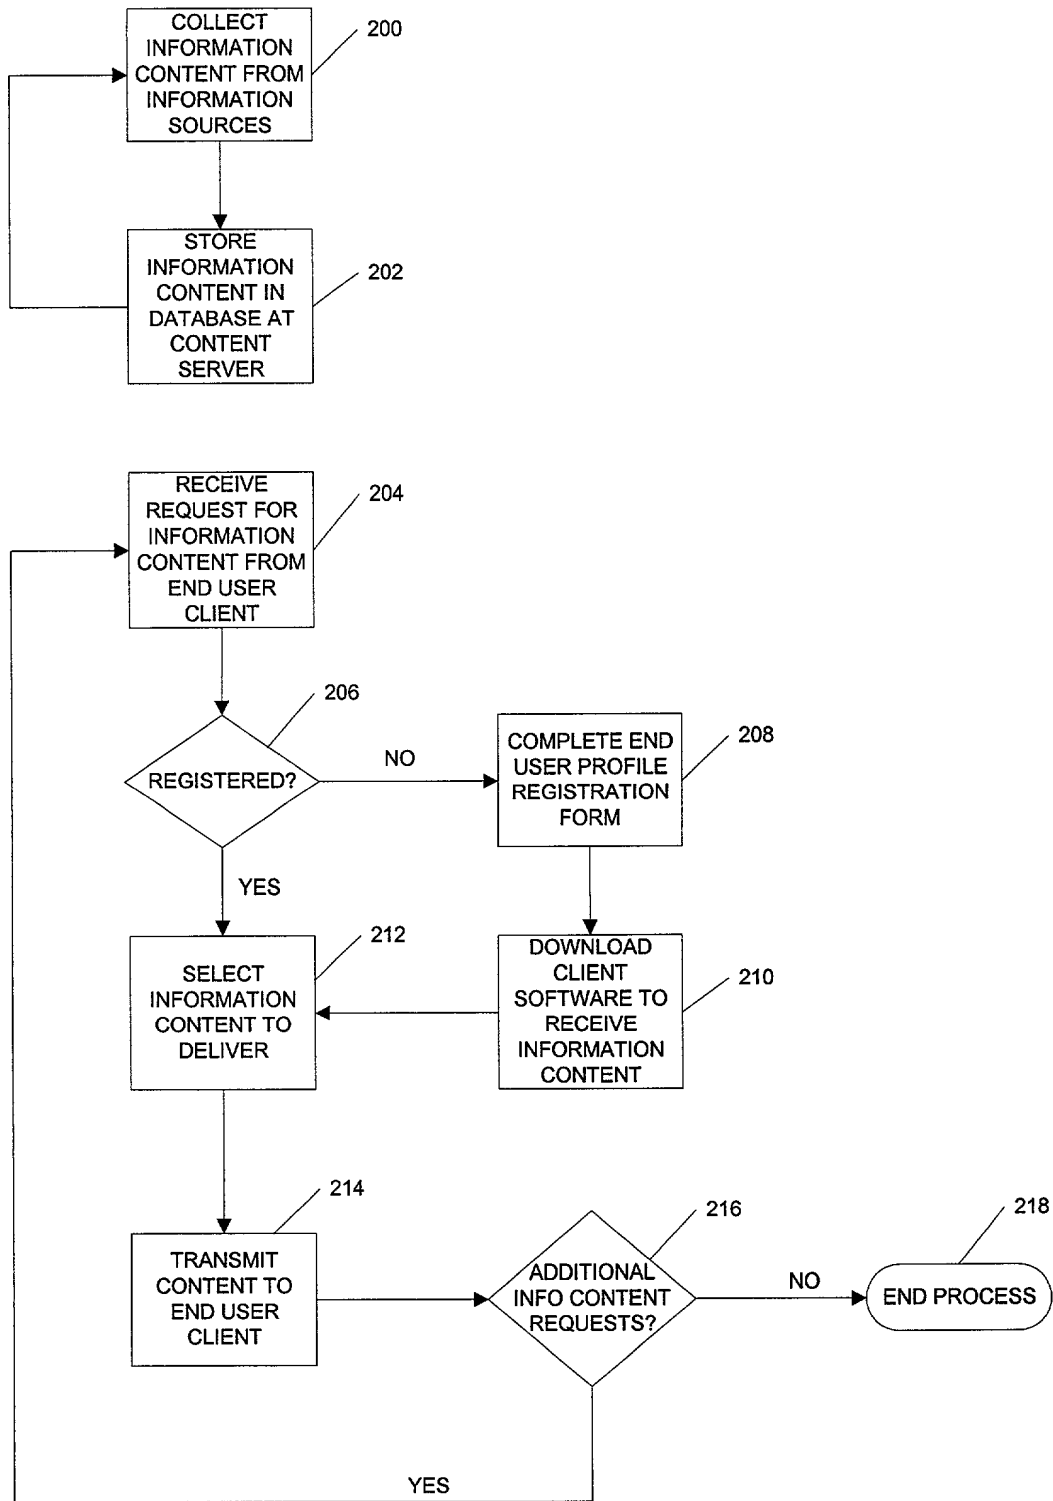 COLLECT
INFORMATION
CONTENT FROM
INFORMATION
SOURCES
200
STORE
INFORMATION
CONTENT IN
DATABASE AT
CONTENT
SERVER
202
RECEIVE
REQUEST FOR
INFORMATION
CONTENT FROM
END USER
CLIENT
204
206
REGISTERED?
NO
YES
COMPLETE END
USER PROFILE
REGISTRATION
FORM
208
212
SELECT
INFORMATION
CONTENT TO
DELIVER
DOWNLOAD
CLIENT
SOFTWARE TO
RECEIVE
INFORMATION
CONTENT
210
214
TRANSMIT
CONTENT TO
END USER
CLIENT
216
ADDITIONAL
INFO CONTENT
REQUESTS?
NO
218
END PROCESS
YES